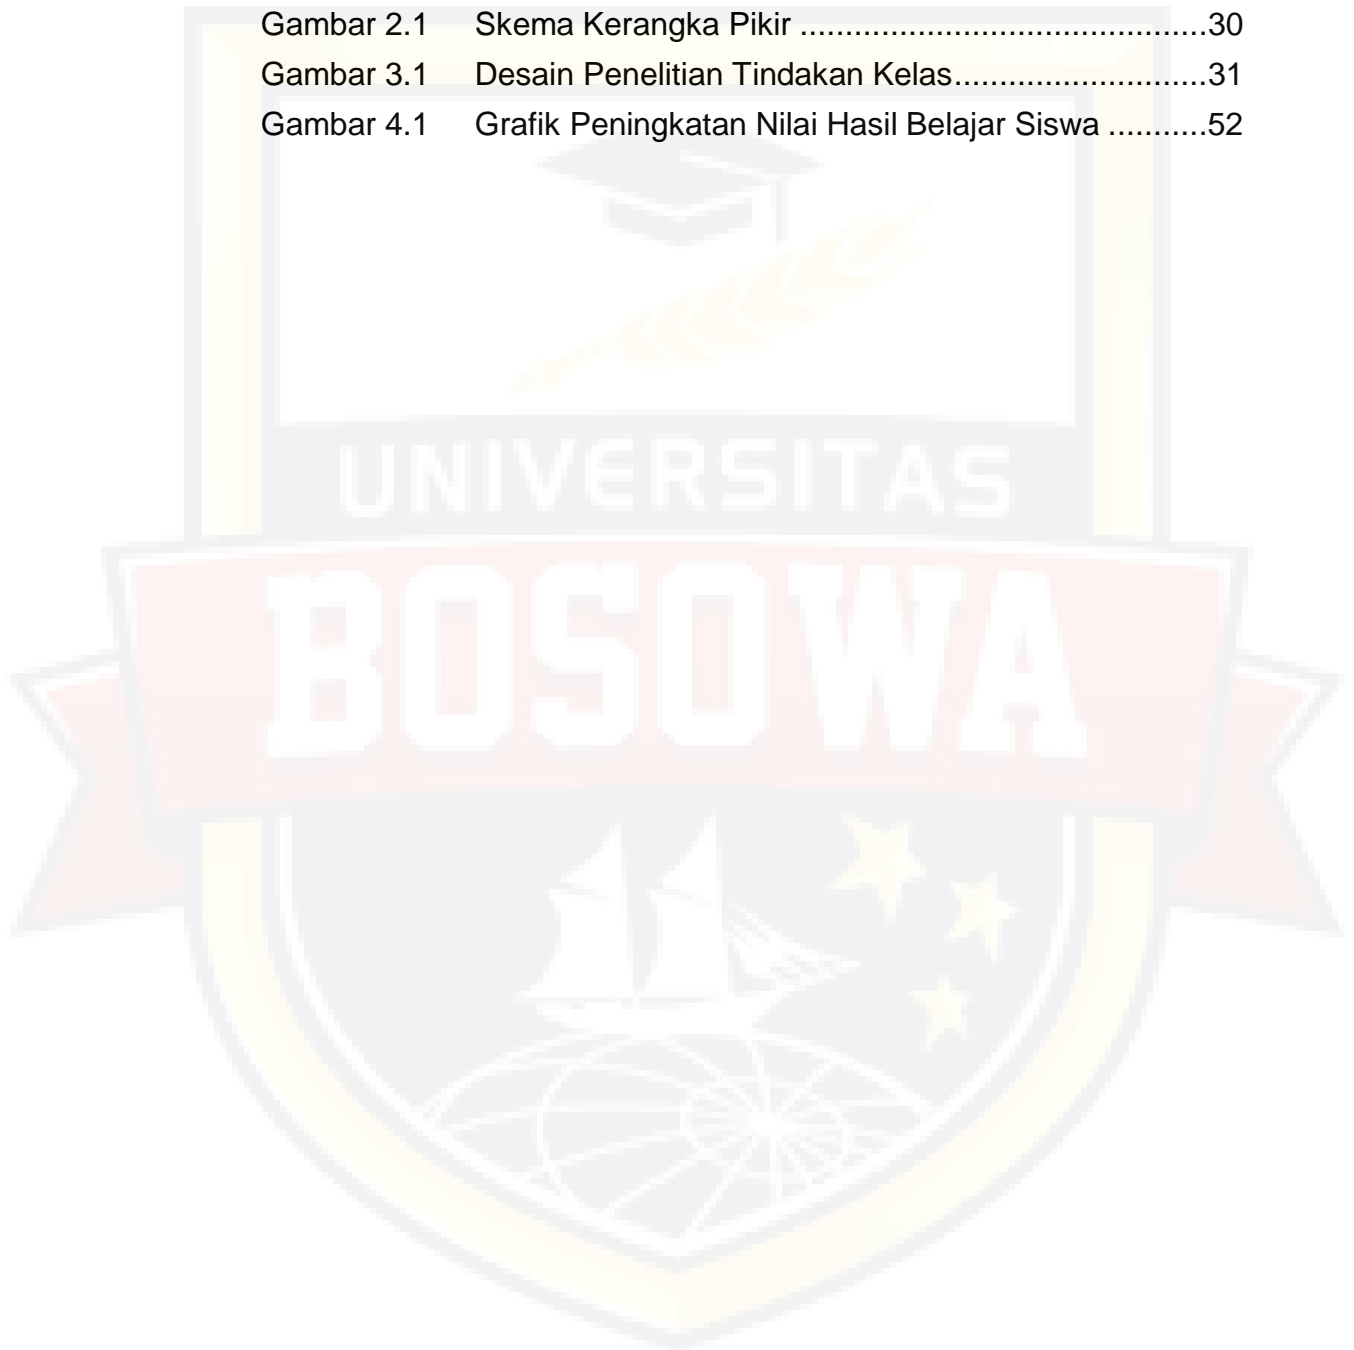 Gambar 2.1 Skema Kerangka Pikir .............................................30
Gambar 3.1 Desain Penelitian Tindakan Kelas............................31
Gambar 4.1 Grafik Peningkatan Nilai Hasil Belajar Siswa ...........52
UNIVERSITAS
BOSOWA